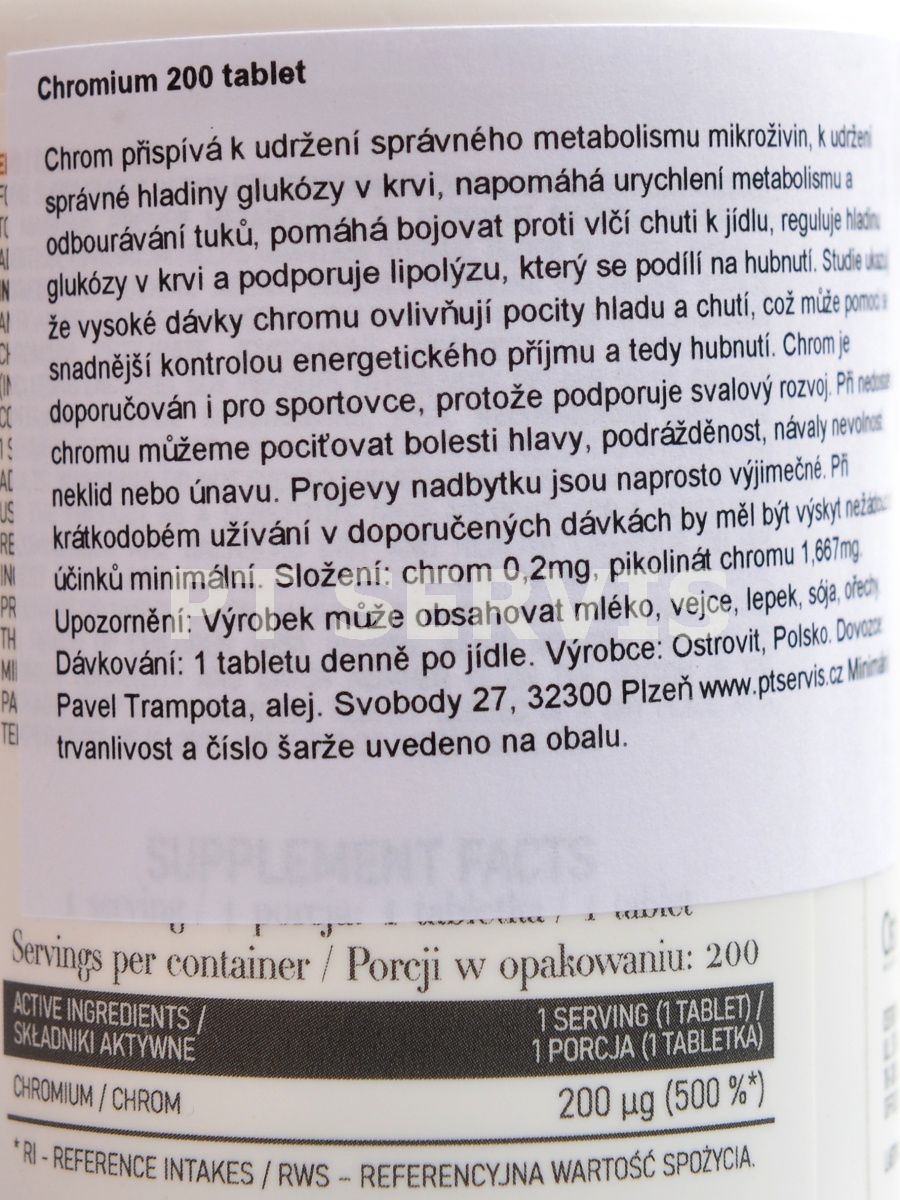 Chromium 200 tablet
Chrom přispívá k udržení správného metabolismu mikroživin, k udržení
správné hladiny glukózy v krvi, napomáhá urychlení metabolismu a
odbourávání tuků, pomáhá bojovat proti vlčí chuti k jídlu, reguluje hladinu
glukózy v krvi a podporuje lipolýzu, který se podílí na hubnutí. Studie ukazují
že vysoké dávky chromu ovlivňují pocity hladu a chutí, což může pomoci
snadnější kontrolou energetického příjmu a tedy hubnutí. Chrom je
doporučován i pro sportovce, protože podporuje svalový rozvoj. Při
chromu můžeme pociťovat bolesti hlavy, podrážděnost, návaly nevolnosti
neklid nebo únavu. Projevy nadbytku jsou naprosto výjimečné. Při
krátkodobém užívání v doporučených dávkách by měl být výskyt
účinků minimální. Složení: chrom 0,2mg, pikolinát chromu 1,667mg.
PT SERVIS
Upozornění: Výrobek může obsahovat mléko, vejce, lepek, sója, ořechy
Dávkování: 1 tabletu denně po jídle. Výrobce: Ostrovit, Polsko. Dovozce:
Pavel Trampota, alej. Svobody 27, 32300 Plzeň www.ptservis.cz
trvanlivost a číslo šarže uvedeno na obalu.
SUPPLEMENT FACTS
1 serving / 1 porcja: 1 tabletka / 1 tablet
Servings per container / Porcji w opakowaniu: 200
ACTIVE INGREDIENTS / 1 SERVING (1 TABLET) /
SKŁADNIKI AKTYWNE 1 PORCJA (1 TABLETKA)
CHROMIUM / CHROM 200 µg (500 %*)
*RI - REFERENCE INTAKES / RWS – REFERENCYJNA WARTOŚĆ SPOŻYCIA.